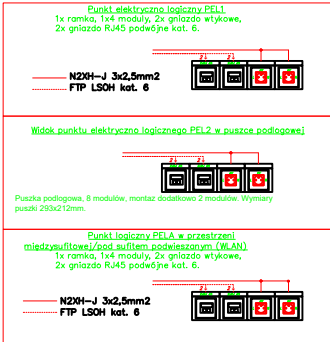 Punkt elektryczno logiczny PEL1
1x ramka, 1x4 moduły, 2x gniazdo wtykowe,
2x gniazdo RJ45 podwójne kat. 6.
N2XH-J 3x2,5mm2
FTP LSOH kat. 6
Widok punktu elektryczno logicznego PEL2 w puszce podłogowej
Puszka podłogowa, 8 modułów, montaż dodatkowo 2 modułów. Wymiary
puszki 293x212mm.
Punkt logiczny PELA w przestrzeni
międzysufitowej/pod sufitem podwieszanym (WLAN)
1x ramka, 1x4 moduły, 2x gniazdo wtykowe,
2x gniazdo RJ45 podwójne kat. 6.
N2XH-J 3x2,5mm2
FTP LSOH kat. 6